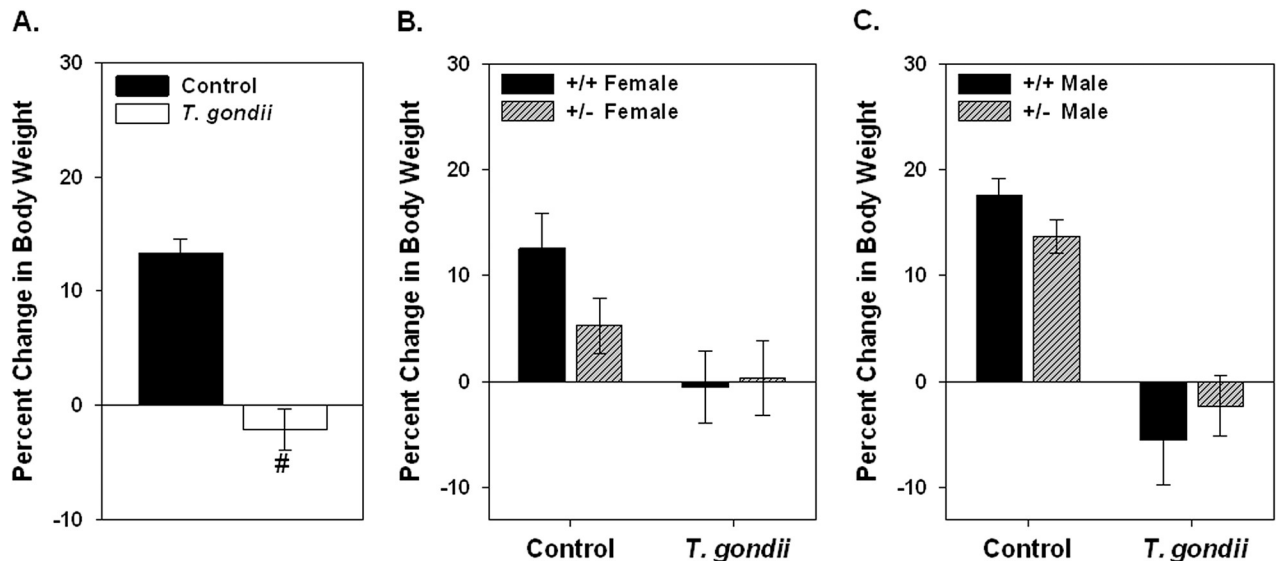 A.
Percent Change in Body Weight
30
20
10
0
-10
Control
T. gondii
#
B.
Percent Change in Body Weight
30
20
10
0
-10
+/+ Female
+/- Female
Control
T. gondii
C.
Percent Change in Body Weight
30
20
10
0
-10
+/+ Male
+/- Male
Control
T. gondii